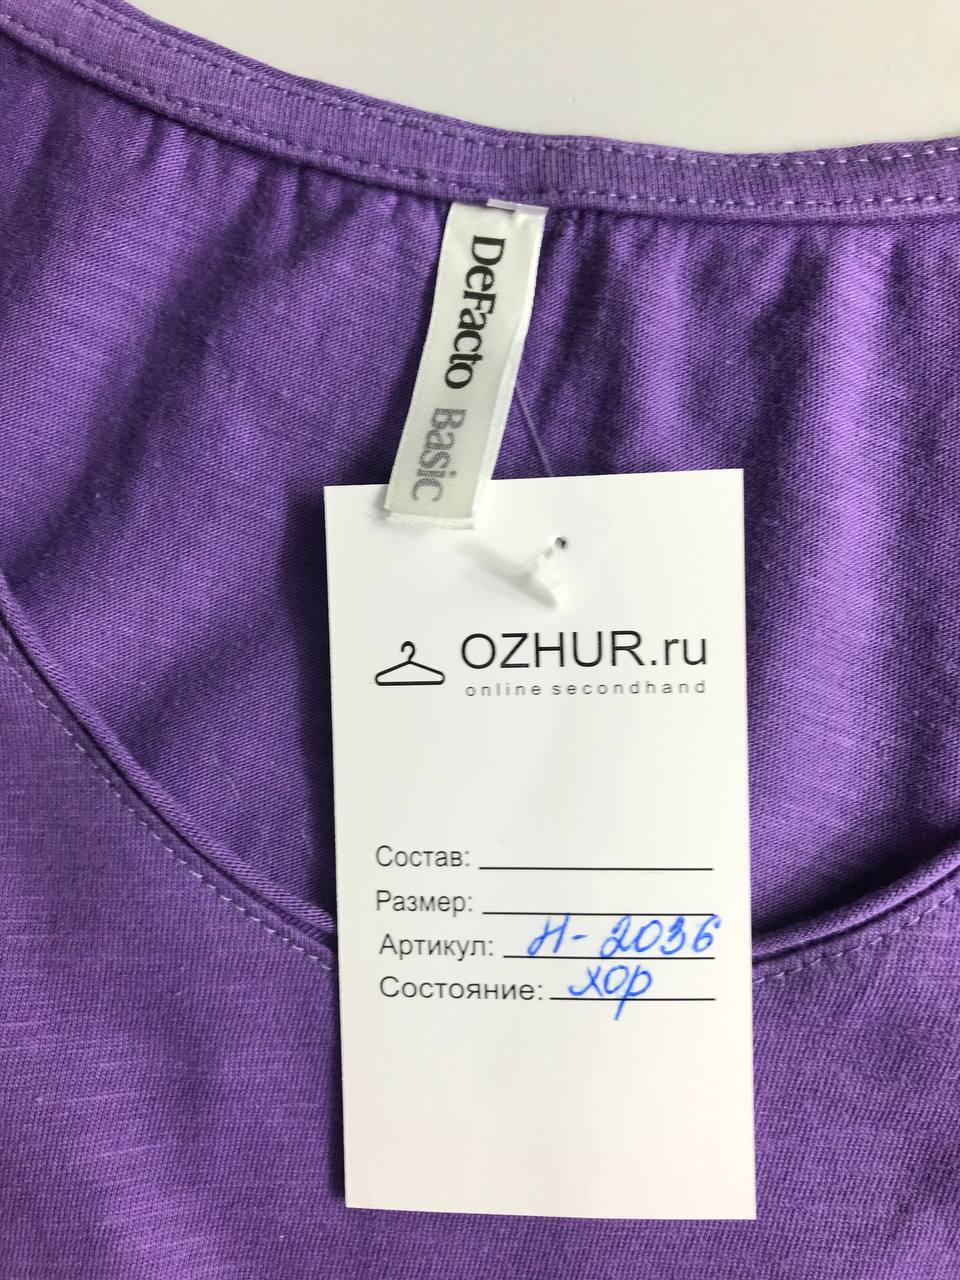 DeFacto Basic
OZHUR.ru
online secondhand
Состав:
Размер:
Артикул: Н-2036
Состояние: хор